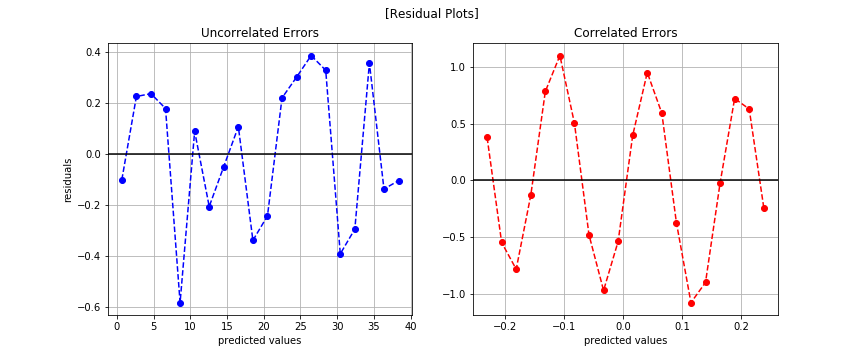 [Residual Plots]
Uncorrelated Errors
0.4
0.2
0.0
−0.2
−0.4
−0.6
residuals
0 5 10 15 20 25 30 35 40
predicted values
Correlated Errors
1.0
0.5
0.0
−0.5
−1.0
−0.2 −0.1 0.0 0.1 0.2
predicted values